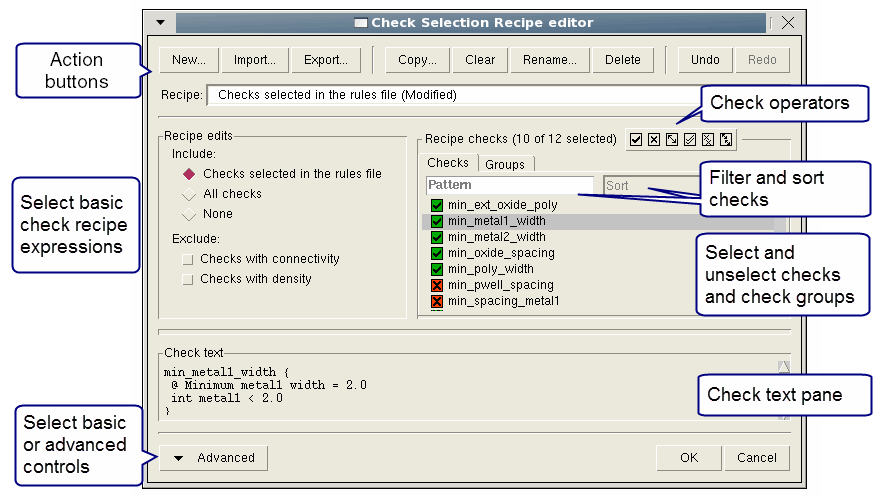 Check Selection Recipe editor
Action
buttons
New... Import... Export... Copy... Clear Rename... Delete Undo Redo
Recipe: Checks selected in the rules file (Modified)
Check operators
Recipe edits
Include:
Checks selected in the rules file
All checks
None
Exclude:
Checks with connectivity
Checks with density
Select basic
check recipe
expressions
Recipe checks (10 of 12 selected)
Checks Groups
Pattern Sort
min_ext_oxide_poly
min_metal1_width
min_metal2_width
min_oxide_spacing
min_poly_width
min_pwell_spacing
min_spacing_metal1
Filter and sort
checks
Select and
unselect checks
and check groups
Check text
min_metal1_width {
@ Minimum metal1 width = 2.0
int metal1 < 2.0
}
Check text pane
Select basic
or advanced
controls
Advanced OK Cancel